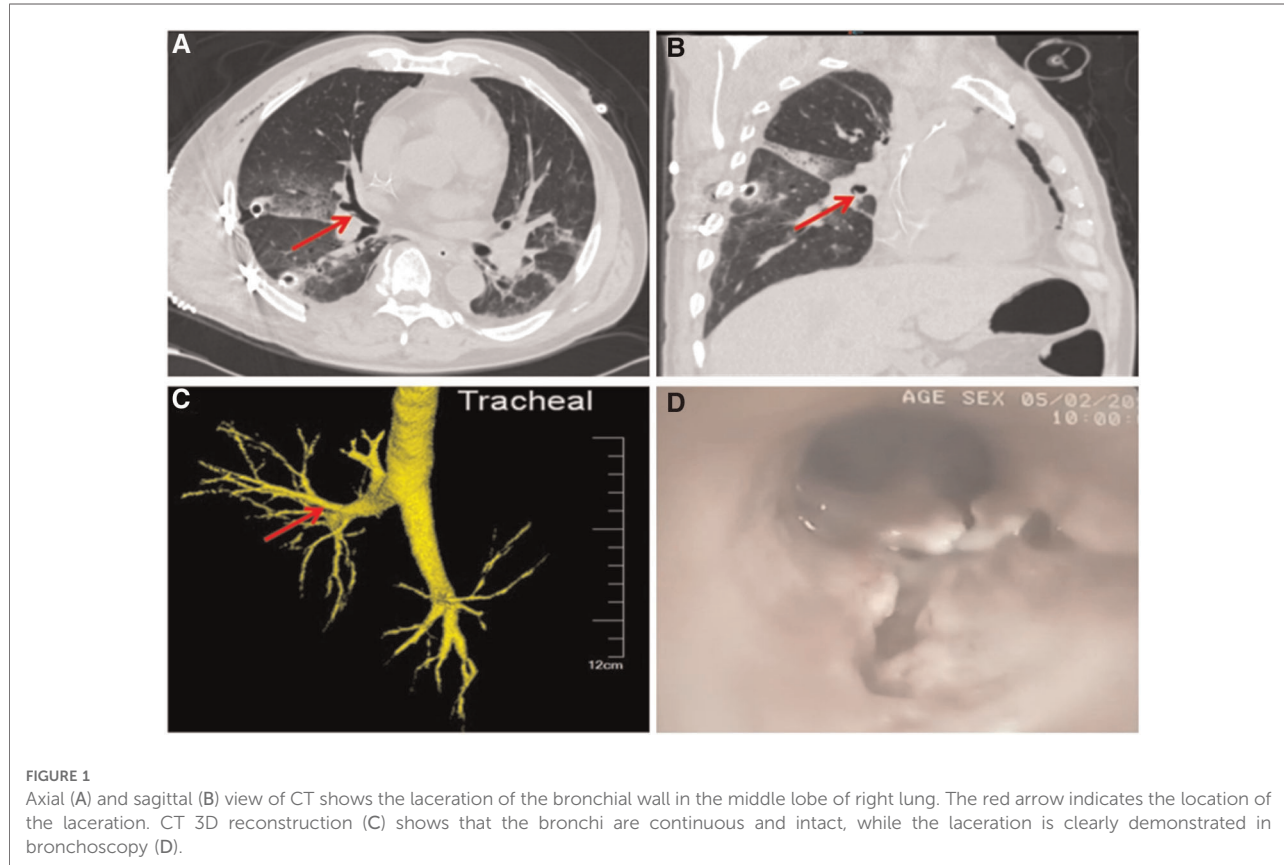 A
B
C
Tracheal
12cm
D
AGE SEX 05/02/20
10:00:
FIGURE 1
Axial (A) and sagittal (B) view of CT shows the laceration of the bronchial wall in the middle lobe of right lung. The red arrow indicates the location of
the laceration. CT 3D reconstruction (C) shows that the bronchi are continuous and intact, while the laceration is clearly demonstrated in
bronchoscopy (D).